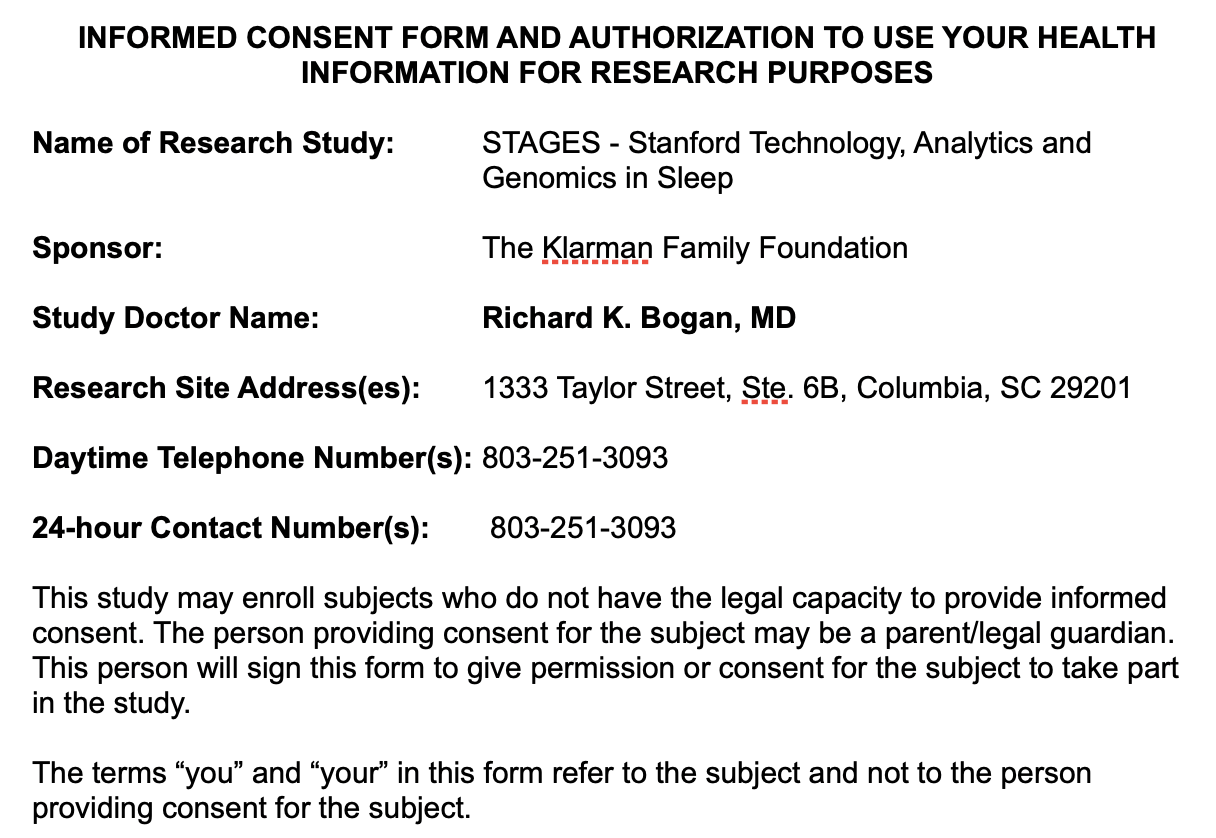 INFORMED CONSENT FORM AND AUTHORIZATION TO USE YOUR HEALTH
INFORMATION FOR RESEARCH PURPOSES
Name of Research Study: STAGES - Stanford Technology, Analytics and
Genomics in Sleep
Sponsor: The Klarman Family Foundation
Study Doctor Name: Richard K. Bogan, MD
Research Site Address(es): 1333 Taylor Street, Ste. 6B, Columbia, SC 29201
Daytime Telephone Number(s): 803-251-3093
24-hour Contact Number(s): 803-251-3093
This study may enroll subjects who do not have the legal capacity to provide informed
consent. The person providing consent for the subject may be a parent/legal guardian.
This person will sign this form to give permission or consent for the subject to take part
in the study.
The terms “you” and “your” in this form refer to the subject and not to the person
providing consent for the subject.